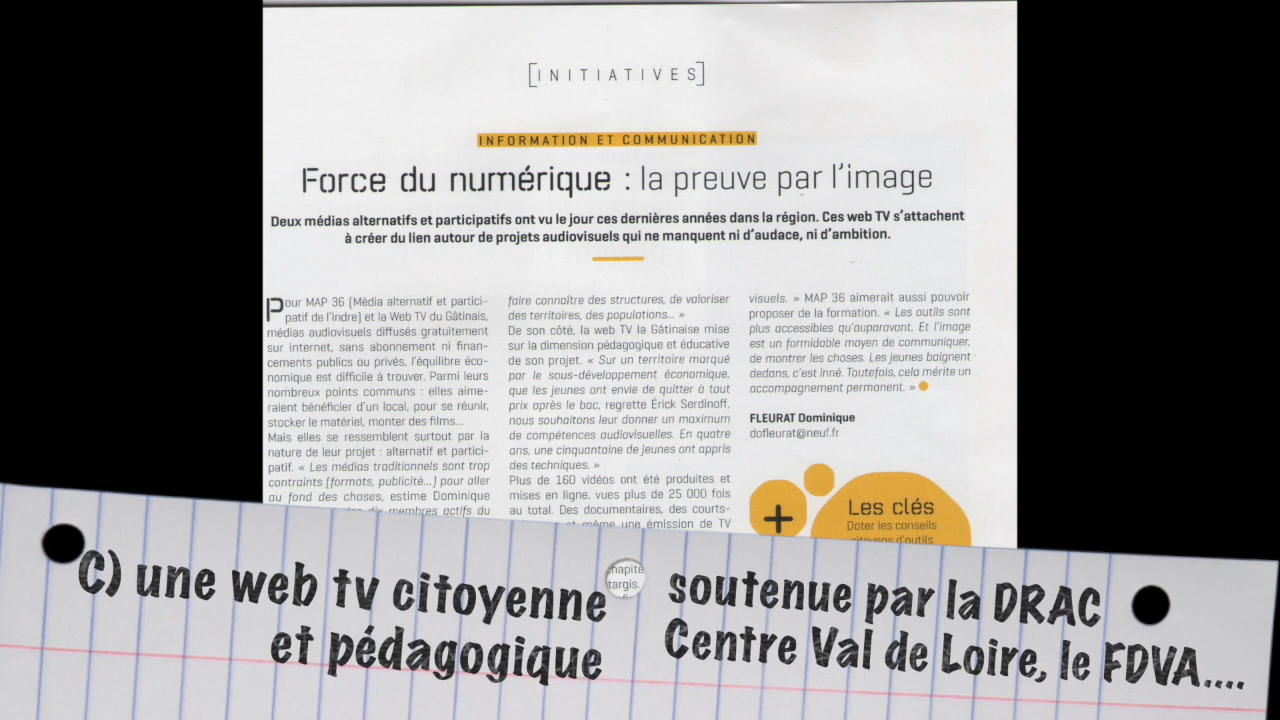 [INITIATIVES]
INFORMATION ET COMMUNICATION
Force du numérique : la preuve par l'image
Deux médias alternatifs et participatifs ont vu le jour ces dernières années dans la région. Ces web TV s'attachent
à créer du lien autour de projets audiovisuels qui ne manquent ni d'audace, ni d'ambition.
Pour MAP 36 (Média alternatif et partici-
patif de l'Indre) et la Web TV du Gâtinais,
médias audiovisuels diffusés gratuitement
sur internet, sans abonnement ni finan-
cements publics ou privés, l'équilibre éco-
nomique est difficile à trouver. Parmi leurs
nombreux points communs : elles aime-
raient bénéficier d'un local, pour se réunir,
stocker le matériel, monter des films...
Mais elles se ressemblent surtout par la
nature de leur projet : alternatif et partici-
patif. « Les médias traditionnels sont trop
contraints (formats, publicité...) pour aller
au fond des choses, estime Dominique
des dix membres actifs du
faire connaître des structures, de valoriser
des territoires, des populations... »
De son côté, la web TV la Gâtinaise mise
sur la dimension pédagogique et éducative
de son projet. « Sur un territoire marqué
par le sous-développement économique,
que les jeunes ont envie de quitter à tout
prix après le bac, regrette Érick Serdinoff,
nous souhaitons leur donner un maximum
de compétences audiovisuelles. En quatre
ans, une cinquantaine de jeunes ont appris
des techniques. »
Plus de 160 vidéos ont été produites et
mises en ligne, vues plus de 25 000 fois
au total. Des documentaires, des courts-
et même une émission de TV
visuels. » MAP 36 aimerait aussi pouvoir
proposer de la formation. « Les outils sont
plus accessibles qu'auparavant. Et l'image
est un formidable moyen de communiquer,
de montrer les choses. Les jeunes baignent
dedans, c'est inné. Toutefois, cela mérite un
accompagnement permanent. »
FLEURAT Dominique
dofleurat@neuf.fr
+
Les clés
Doter les conseils
citoyens d'outils
C) une web tv citoyenne
et pédagogique
hapite
targis.
soutenue par la DRAC
Centre Val de Loire, le FDVA....